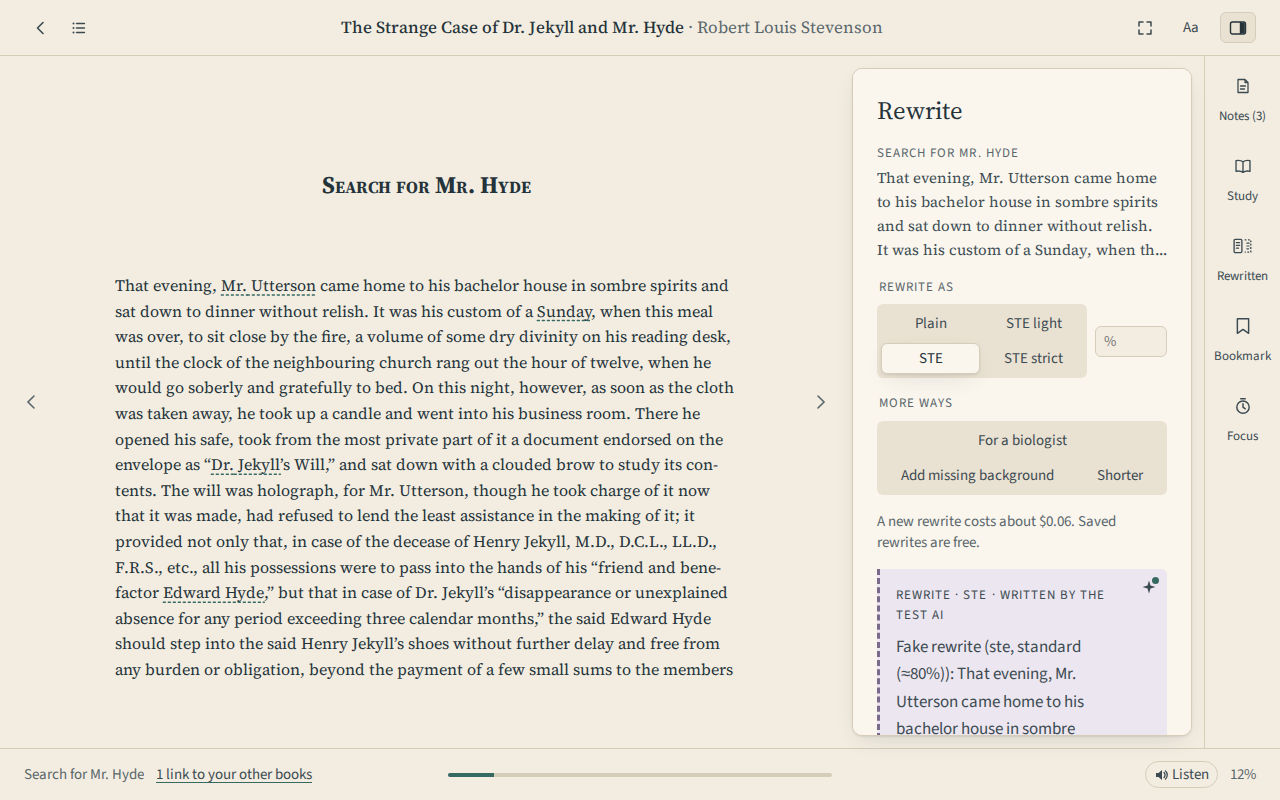 The Strange Case of Dr. Jekyll and Mr. Hyde · Robert Louis Stevenson
Aa
Search for Mr. Hyde
That evening, Mr. Utterson came home to his bachelor house in sombre spirits and
sat down to dinner without relish. It was his custom of a Sunday, when this meal
was over, to sit close by the fire, a volume of some dry divinity on his reading desk,
until the clock of the neighbouring church rang out the hour of twelve, when he
would go soberly and gratefully to bed. On this night, however, as soon as the cloth
was taken away, he took up a candle and went into his business room. There he
opened his safe, took from the most private part of it a document endorsed on the
envelope as “Dr. Jekyll’s Will,” and sat down with a clouded brow to study its con-
tents. The will was holograph, for Mr. Utterson, though he took charge of it now
that it was made, had refused to lend the least assistance in the making of it; it
provided not only that, in case of the decease of Henry Jekyll, M.D., D.C.L., LL.D.,
F.R.S., etc., all his possessions were to pass into the hands of his “friend and bene-
factor Edward Hyde,” but that in case of Dr. Jekyll’s “disappearance or unexplained
absence for any period exceeding three calendar months,” the said Edward Hyde
should step into the said Henry Jekyll’s shoes without further delay and free from
any burden or obligation, beyond the payment of a few small sums to the members
Rewrite
SEARCH FOR MR. HYDE
That evening, Mr. Utterson came home
to his bachelor house in sombre spirits
and sat down to dinner without relish.
It was his custom of a Sunday, when th...
REWRITE AS
Plain
STE light
STE
STE strict
%
MORE WAYS
For a biologist
Add missing background
Shorter
A new rewrite costs about $0.06. Saved
rewrites are free.
REWRITE · STE · WRITTEN BY THE
TEST AI
Fake rewrite (ste, standard
(≈80%)): That evening, Mr.
Utterson came home to his
bachelor house in sombre
Notes (3)
Study
Rewritten
Bookmark
Focus
Search for Mr. Hyde
1 link to your other books
Listen
12%